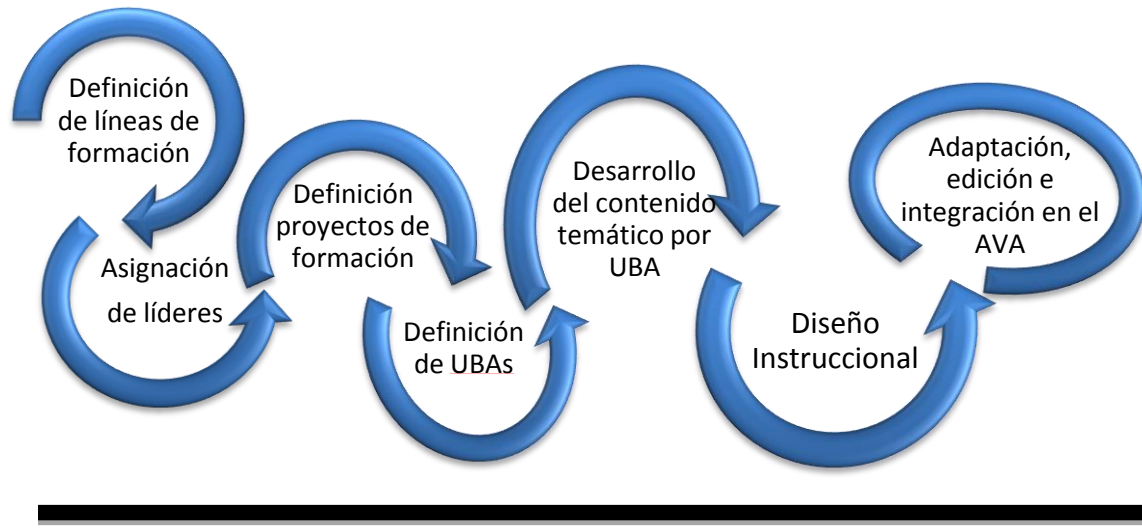 Definición
de líneas de
formación
Asignación
de líderes
Definición
proyectos de
formación
Definición
de UBAs
Desarrollo
del contenido
temático por
UBA
Diseño
Instruccional
Adaptación,
edición e
integración en el
AVA